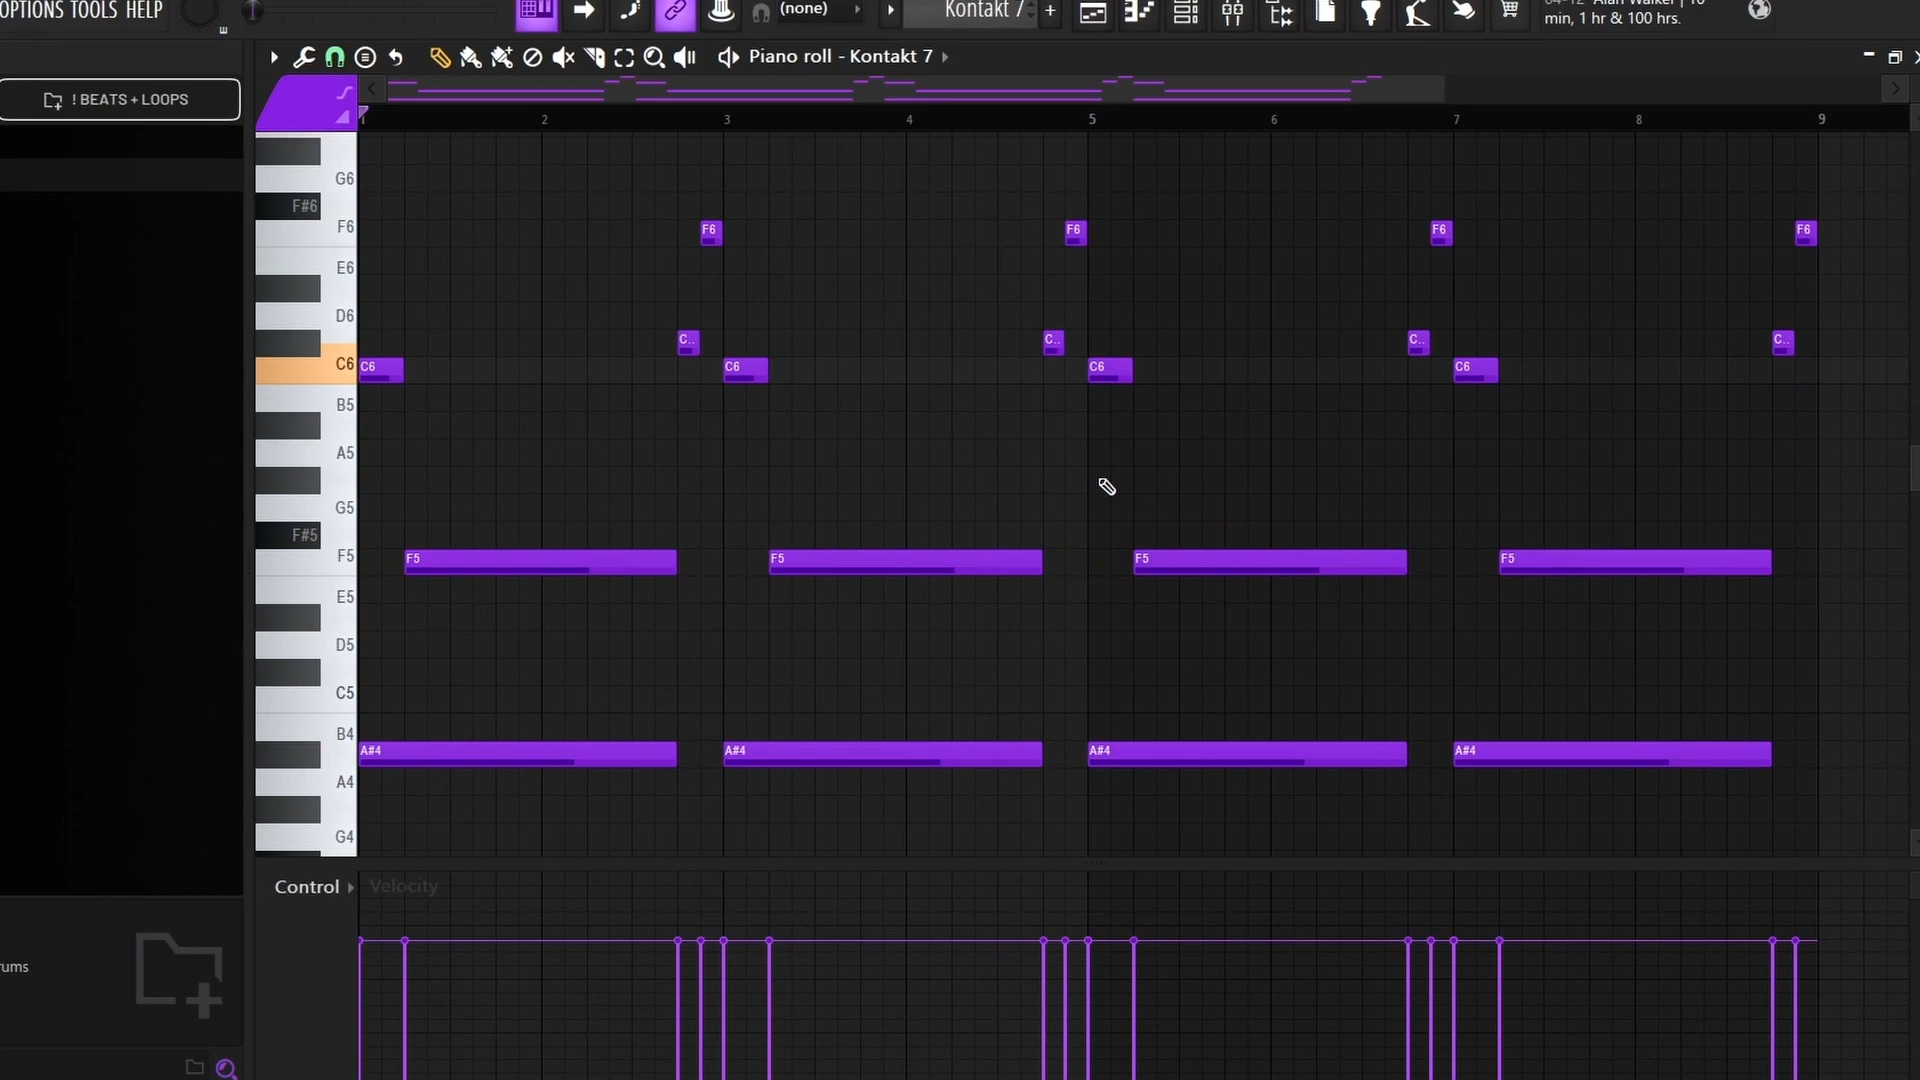 OPTIONS TOOLS HELP
(none)
Kontakt 7
min, 1 hr & 100 hrs.
Piano roll - Kontakt 7
! BEATS + LOOPS
1 2 3 4 5 6 7 8 9
G6
F#6
F6
E6
D6
C6
B5
A5
G5
F#5
F5
E5
D5
C5
B4
A4
G4
F6 F6 F6 F6
C.. C.. C.. C..
C6 C6 C6 C6
F5 F5 F5 F5
A#4 A#4 A#4 A#4
Control Velocity
rums